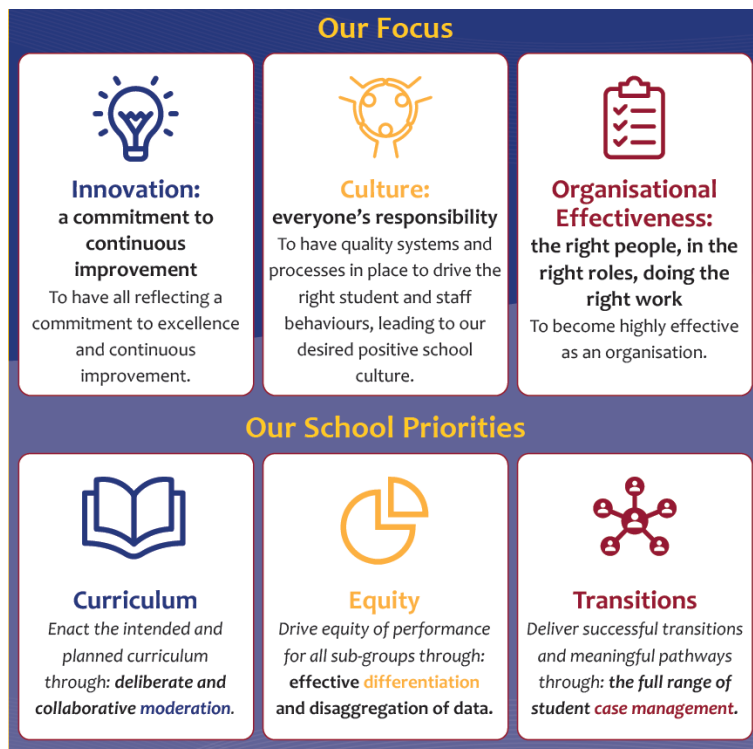 Our Focus
Innovation:
a commitment to
continuous
improvement
To have all reflecting a
commitment to excellence
and continuous
improvement.
Culture:
everyone's responsibility
To have quality systems and
processes in place to drive the
right student and staff
behaviours, leading to our
desired positive school
culture.
Organisational
Effectiveness:
the right people, in the
right roles, doing the
right work
To become highly effective
as an organisation.
Our School Priorities
Curriculum
Enact the intended and
planned curriculum
through: deliberate and
collaborative moderation.
Equity
Drive equity of performance
for all sub-groups through:
effective differentiation
and disaggregation of data.
Transitions
Deliver successful transitions
and meaningful pathways
through: the full range of
student case management.